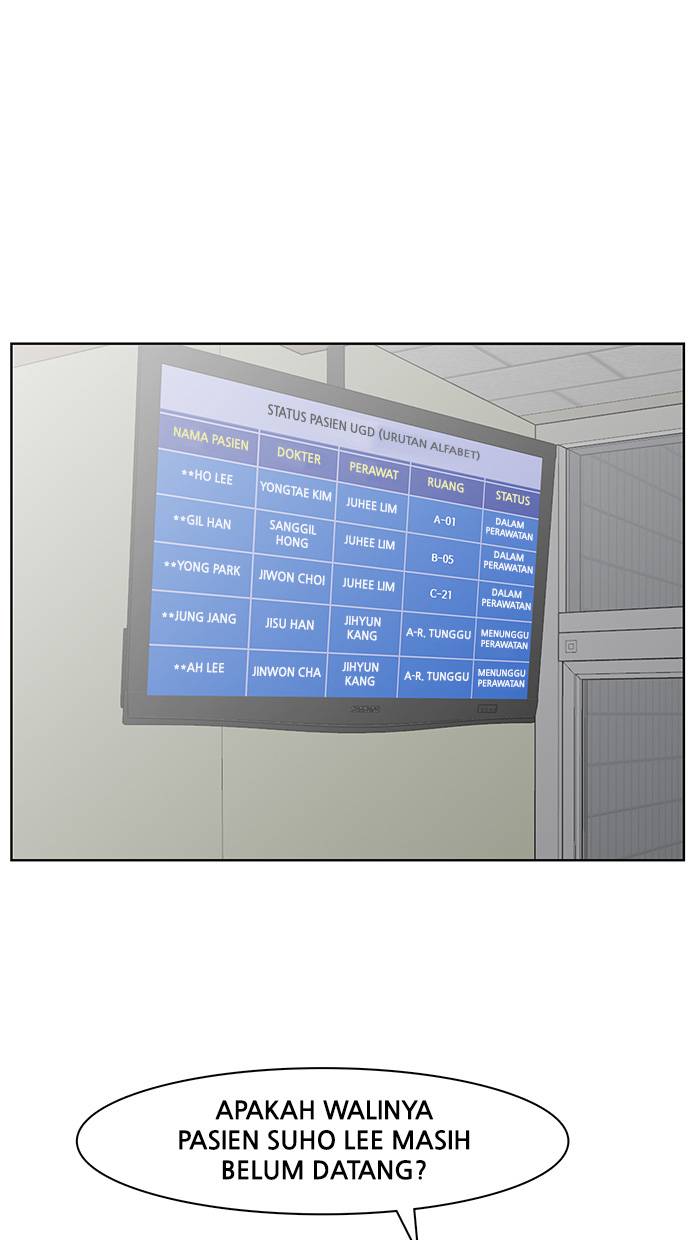 STATUS PASIEN UGD (URUTAN ALFABET)
NAMA PASIEN DOKTER PERAWAT RUANG STATUS
**HO LEE YONGTAE KIM JUHEE LIM A-01 DALAM PERAWATAN
**GIL HAN SANGGIL HONG JUHEE LIM B-05 DALAM PERAWATAN
**YONG PARK JIWON CHOI JUHEE LIM C-21 DALAM PERAWATAN
**JUNG JANG JISU HAN JIHYUN KANG A-R. TUNGGU MENUNGGU PERAWATAN
**AH LEE JINWON CHA JIHYUN KANG A-R. TUNGGU MENUNGGU PERAWATAN
APAKAH WALINYA
PASIEN SUHO LEE MASIH
BELUM DATANG?